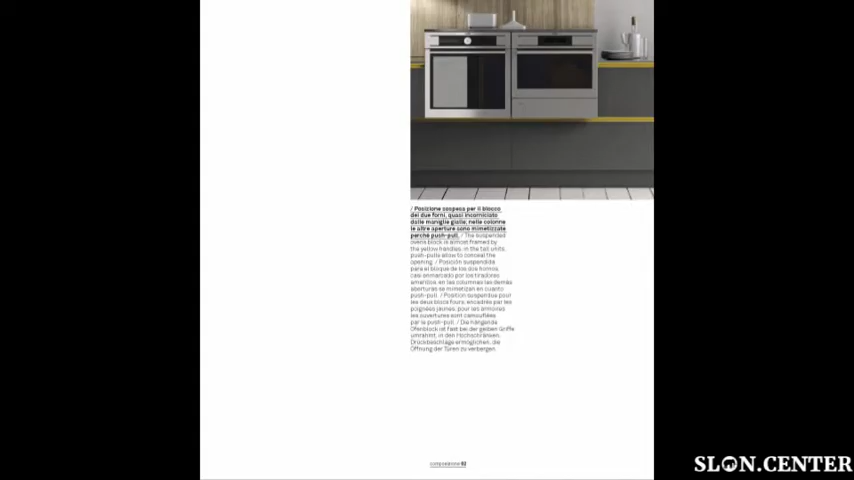 / Posizione sospesa per il blocco
dei due forni, quasi incorniciato
dalle maniglie gialle; nelle colonne
le altre aperture sono mimetizzate
perché push-pull. / The suspended
ovens block is almost framed by
the yellow handles; in the tall units,
push-pulls allow to conceal the
opening. / Posición suspendida
para el bloque de los dos hornos,
casi enmarcado por los tiradores
amarillos; en las columnas las demás
aberturas se mimetizan en cuanto
push-pull. / Position suspendue pour
les deux blocs fours, encadrés par les
poignées jaunes; pour les armoires
les ouvertures sont camouflées
par le push-pull. / Die hängende
Ofenblock ist fast bei der gelben Griffe
umrahmt; in den Hochschränken,
Druckbeschläge ermöglichen, die
Öffnung der Türen zu verbergen.
composizione 02
SLON.CENTER